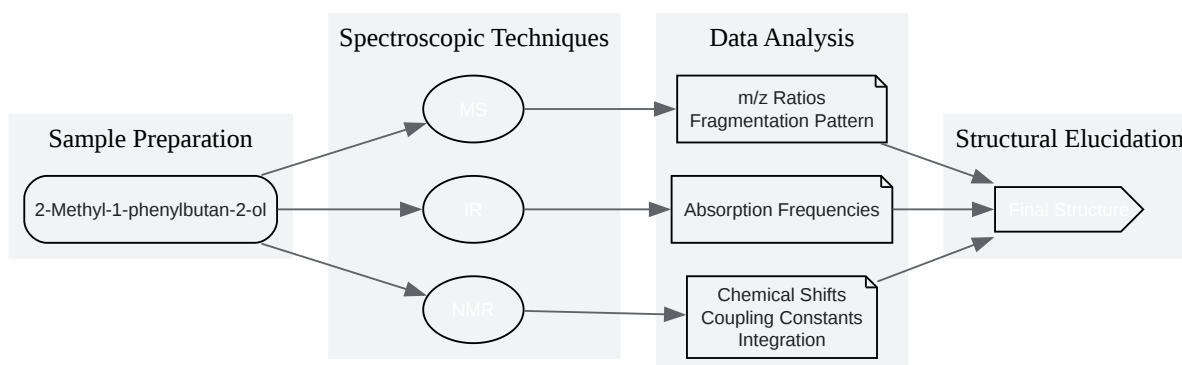 Sample Preparation
2-Methyl-1-phenylbutan-2-ol
Spectroscopic Techniques
MS
IR
NMR
Data Analysis
m/z Ratios
Fragmentation Pattern
Absorption Frequencies
Chemical Shifts
Coupling Constants
Integration
Structural Elucidation
Final Structure